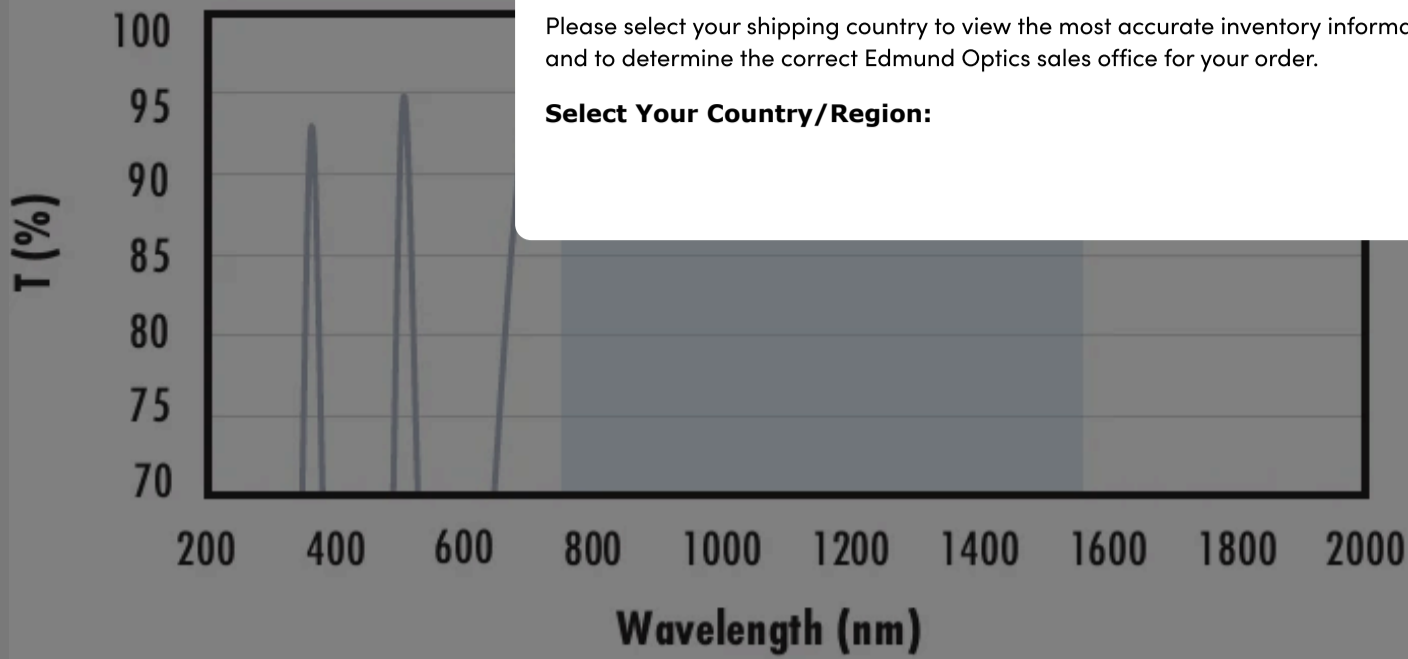 Please select your shipping country to view the most accurate inventory
and to determine the correct Edmund Optics sales office for your order.
Select Your Country/Region:
100
95
90
85
80
75
70
T (%)
200 400 600 800 1000 1200 1400 1600 1800 2000
Wavelength (nm)